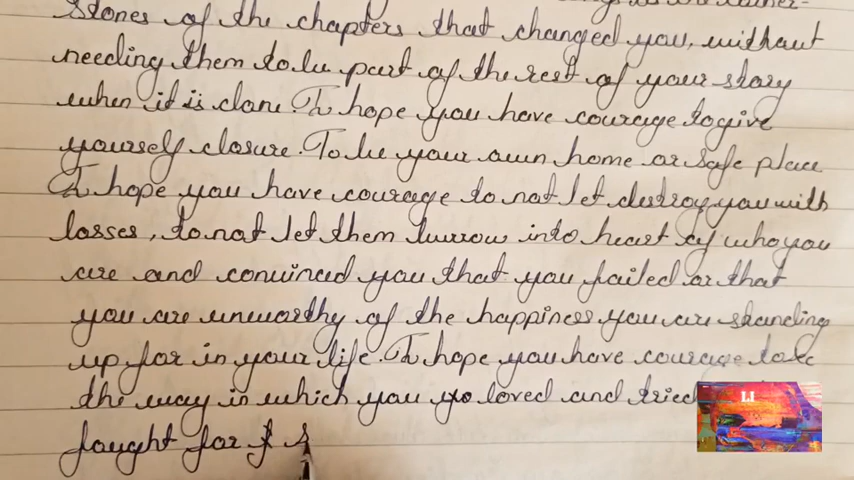 stones of the chapters that changed you, without
needing them to be part of the rest of your story
when it is done. I hope you have courage to give
yourself closure. To be your own home or safe place
I hope you have courage to not let destroy you with
losses, to not let them burrow into heart of who you
are and convinced you that you failed or that
you are unworthy of the happiness you are standing
up for in your life. I hope you have courage to
the way in which you loved and tried
fought for
LI